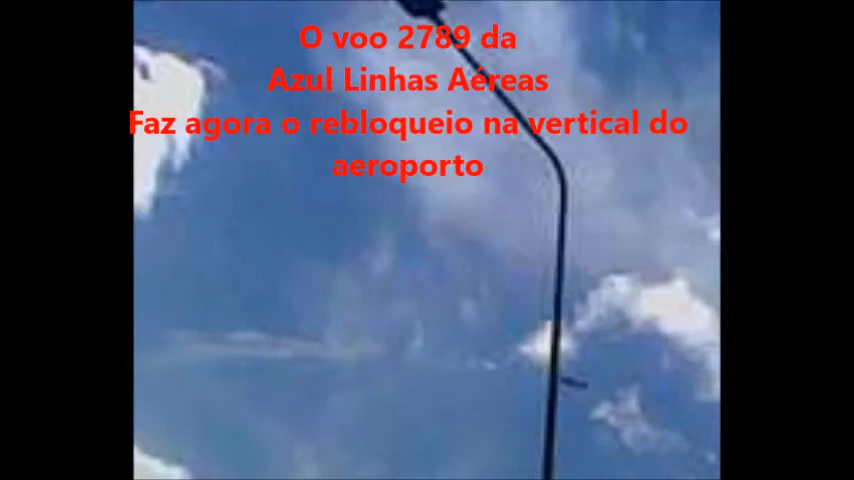 O voo 2789 da
Azul Linhas Aéreas
Faz agora o rebloqueio na vertical do
aeroporto